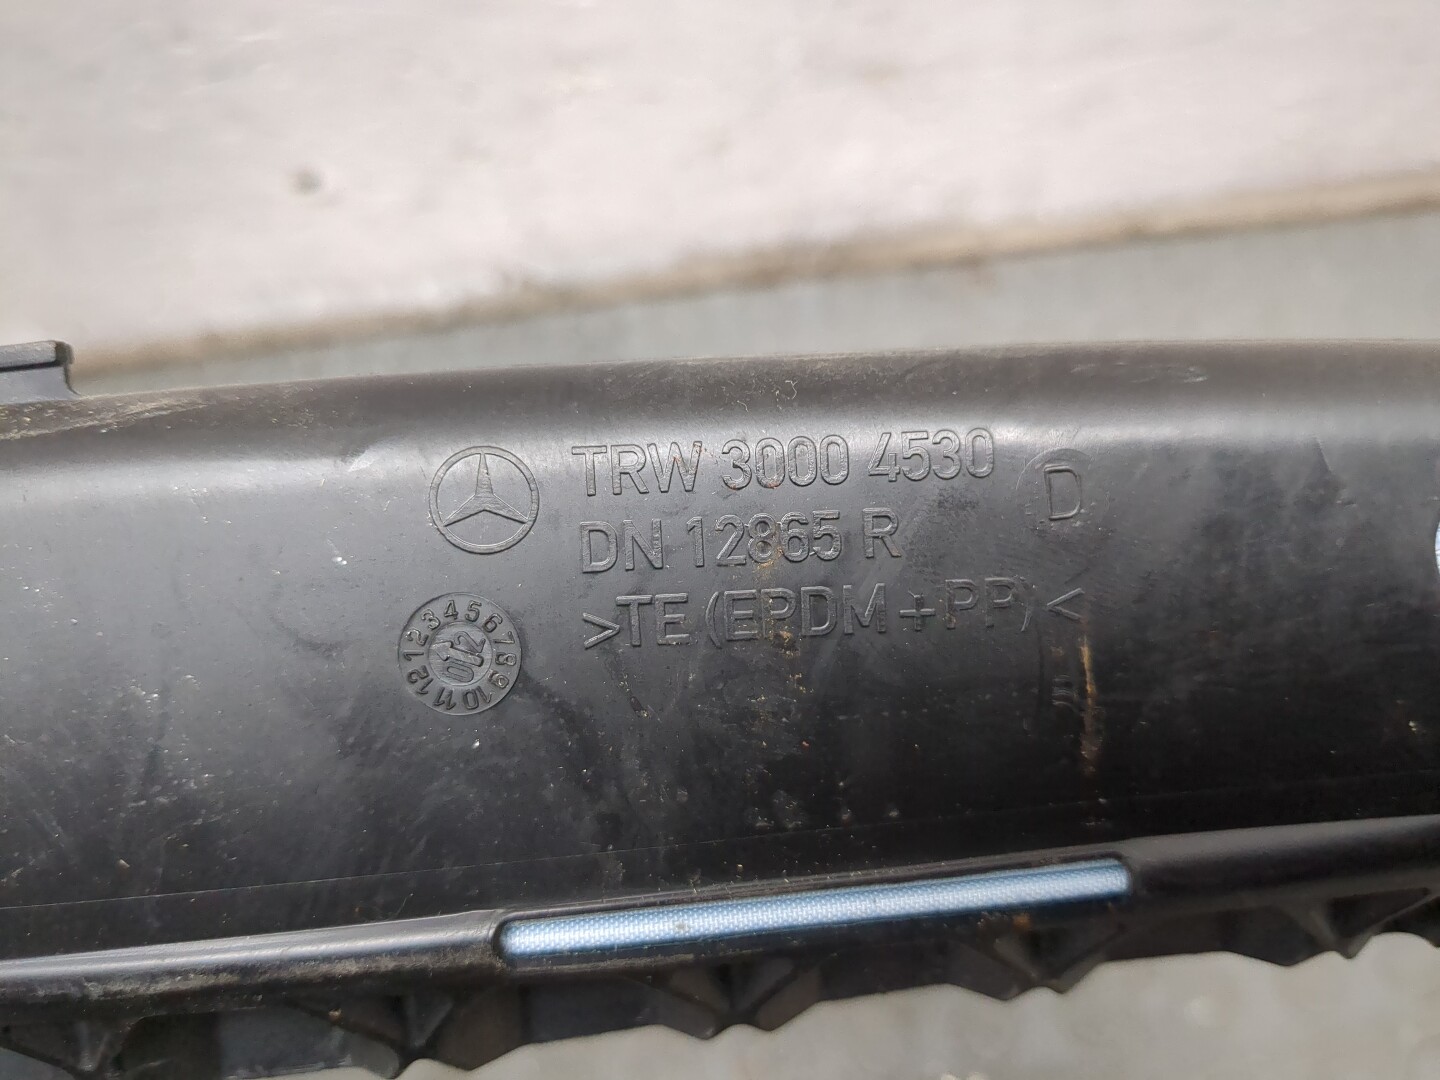 TRW 3000 4530
D
DN 12865 R
>TE (EPDM+PP)<
1 2 3 4 5 6 7 8 9 10 11 12